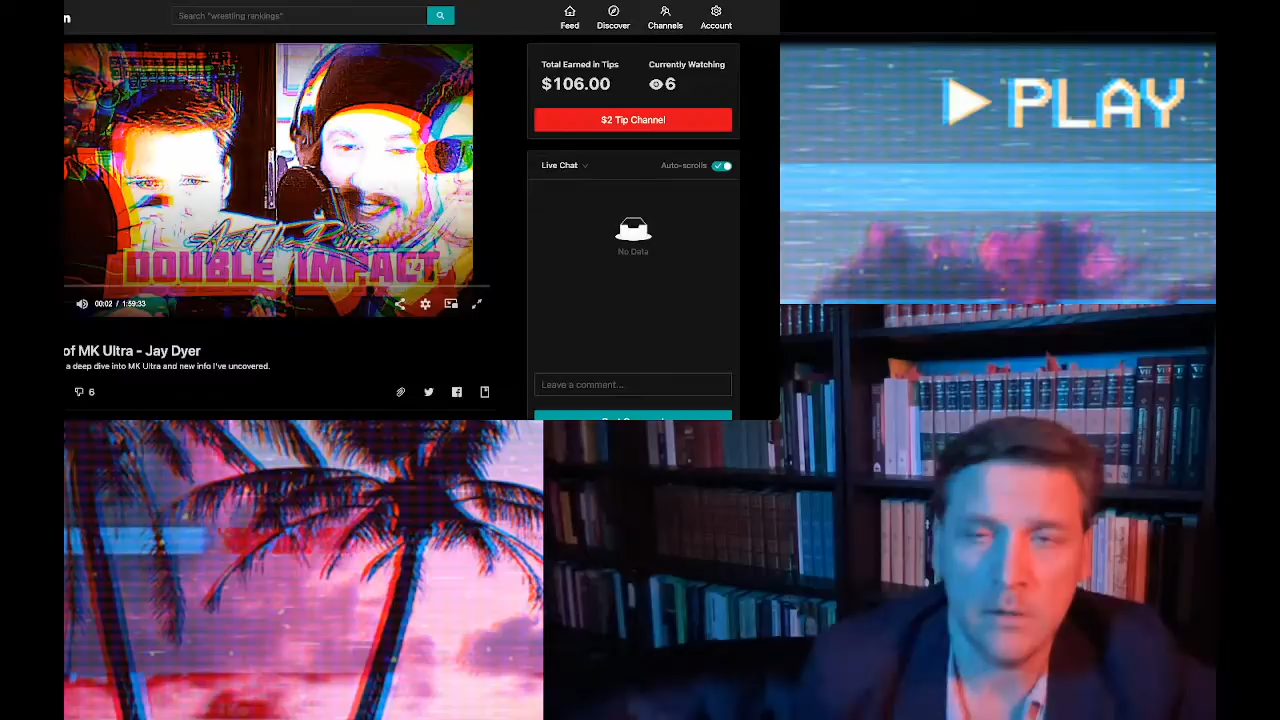 n
Search "wrestling rankings"
Feed
Discover
Channels
Account
Total Earned in Tips
Currently Watching
$106.00
6
$2 Tip Channel
Live Chat
Auto-scrolls
No Data
DOUBLE IMPACT
00:02 / 1:59:33
of MK Ultra - Jay Dyer
a deep dive into MK Ultra and new info I've uncovered.
6
Leave a comment...
PLAY